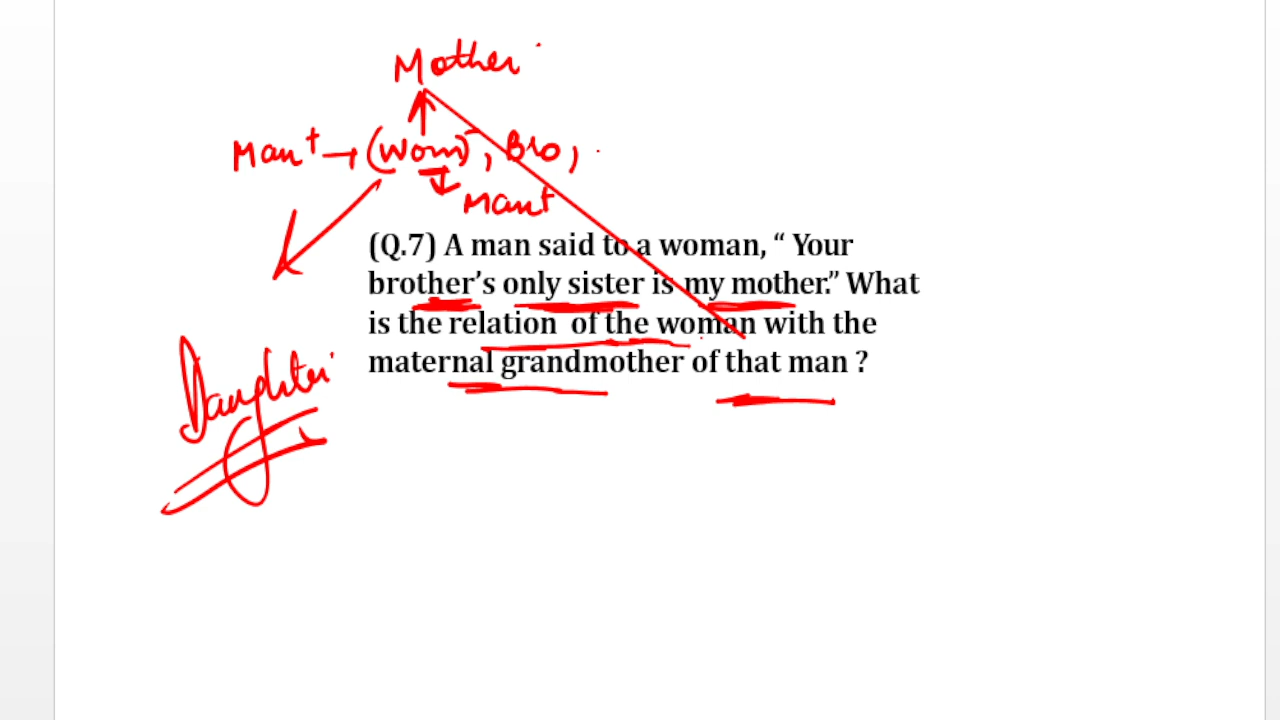 Mother
Man+ → (Wom)-, Bro,
Man+
(Q.7) A man said to a woman, “ Your
brother’s only sister is my mother.” What
is the relation of the woman with the
maternal grandmother of that man ?
Daughter